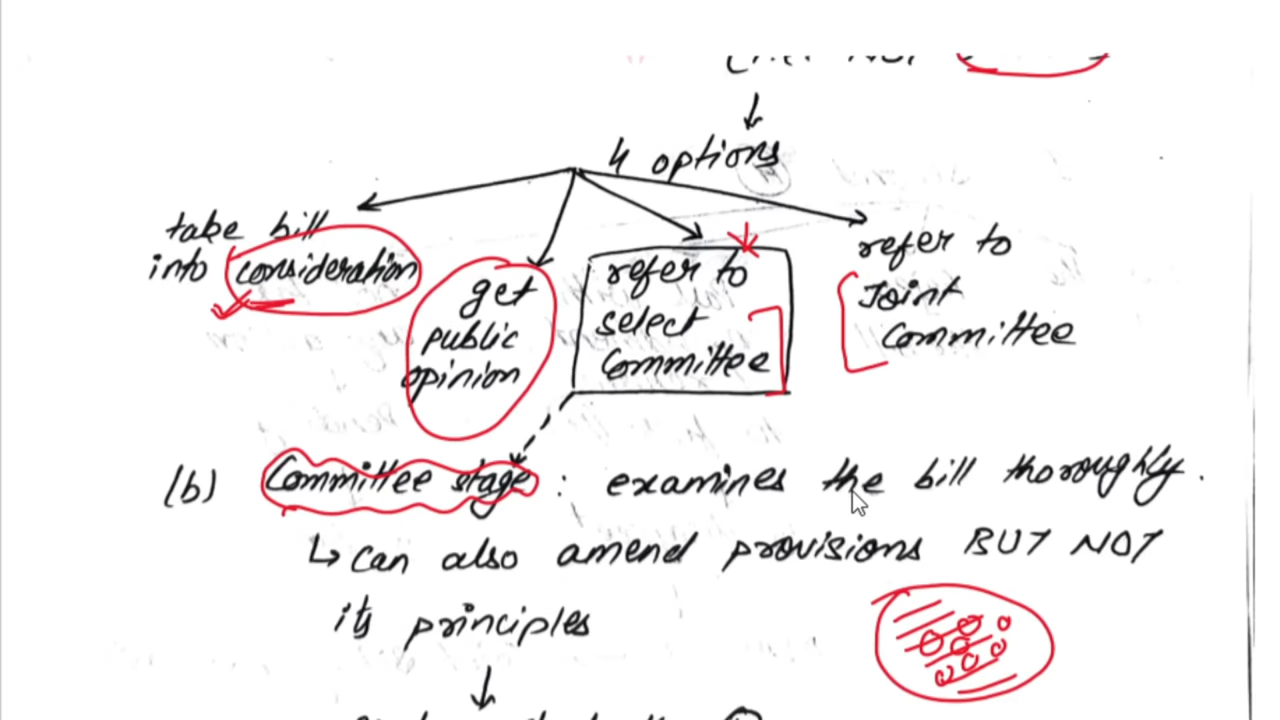 4 options
take bill
into consideration
get
public
opinion
refer to
select
Committee
refer to
Joint
Committee
(b) Committee stage : examines the bill thoroughly.
↳ can also amend provisions BUT NOT
its principles